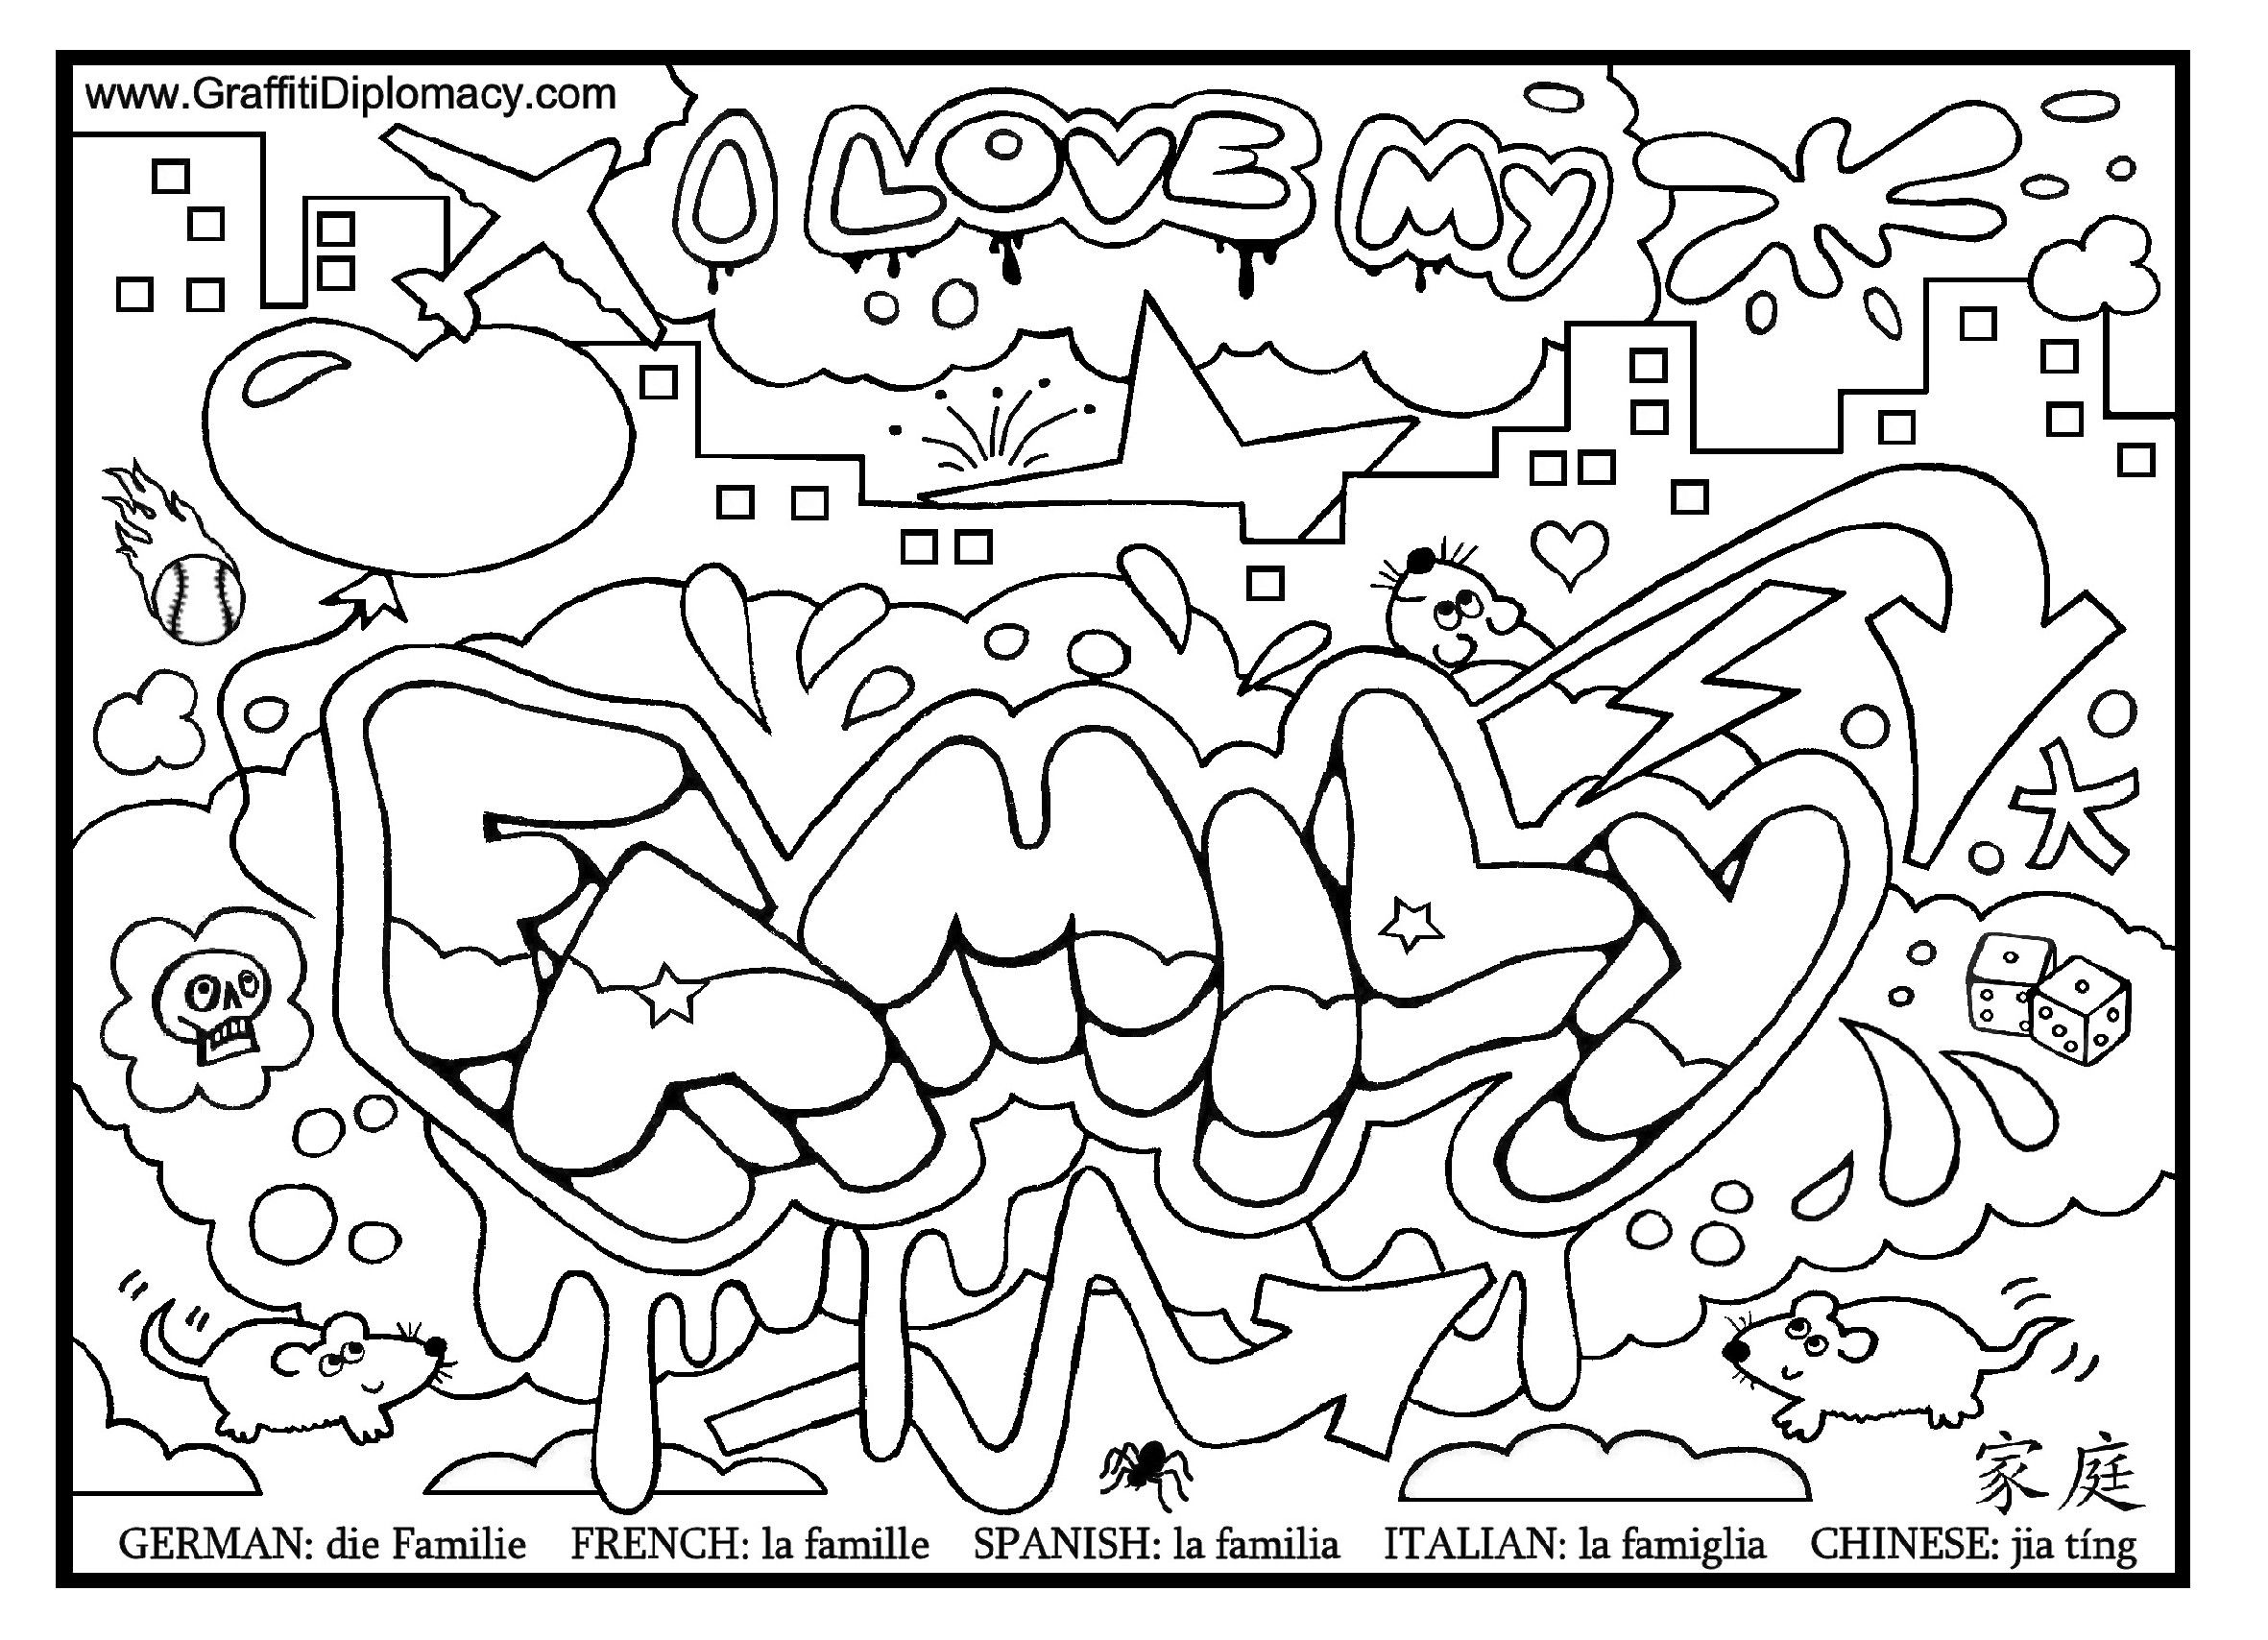 www.GraffitiDiplomacy.com
I LOVE MY
FAMILY
家庭
GERMAN: die Familie FRENCH: la famille SPANISH: la familia ITALIAN: la famiglia CHINESE: jia tíng